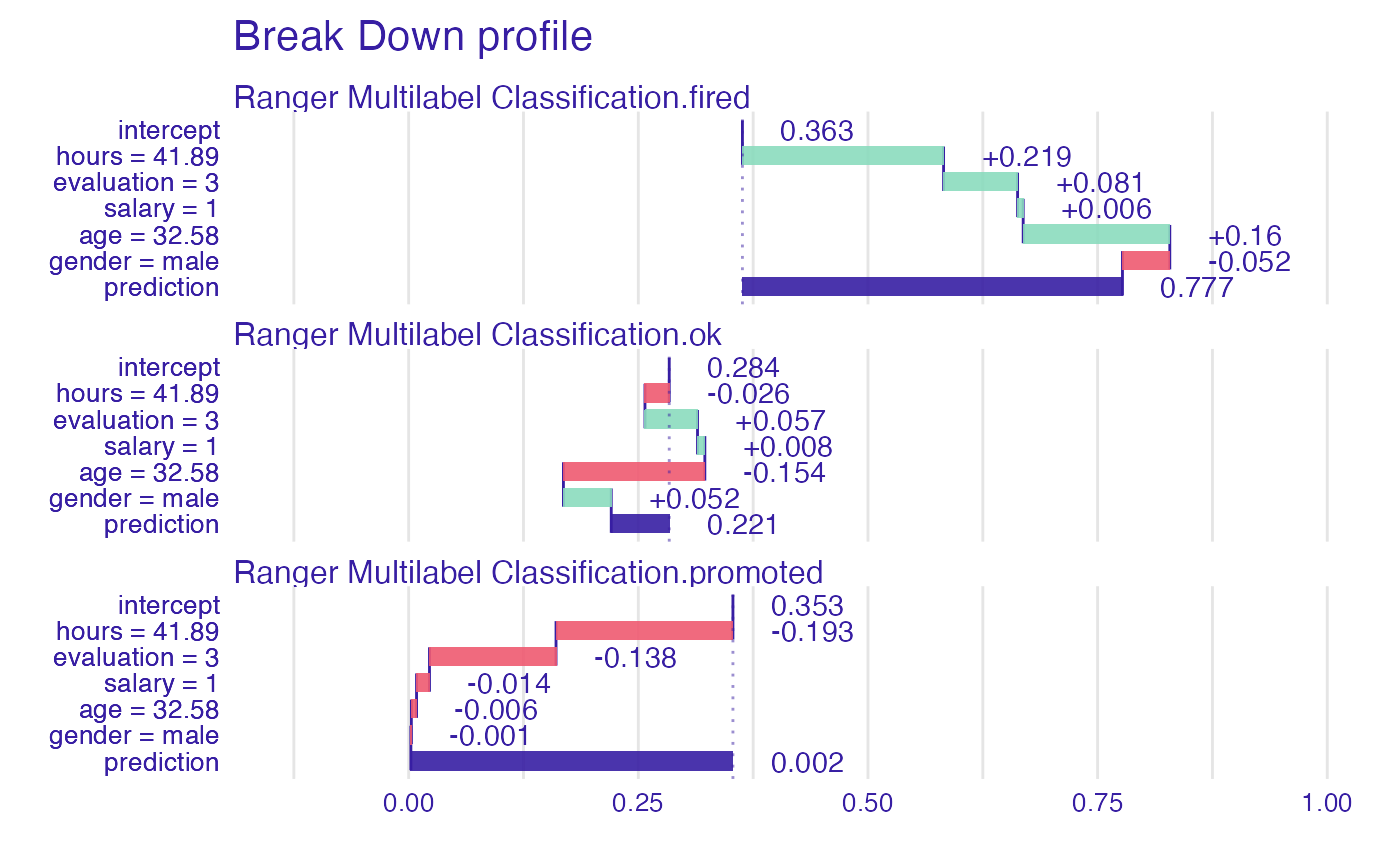 Break Down profile
Ranger Multilabel Classification.fired
intercept 0.363
hours = 41.89 +0.219
evaluation = 3 +0.081
salary = 1 +0.006
age = 32.58 +0.16
gender = male -0.052
prediction 0.777
Ranger Multilabel Classification.ok
intercept 0.284
hours = 41.89 -0.026
evaluation = 3 +0.057
salary = 1 +0.008
age = 32.58 -0.154
gender = male +0.052
prediction 0.221
Ranger Multilabel Classification.promoted
intercept 0.353
hours = 41.89 -0.193
evaluation = 3 -0.138
salary = 1 -0.014
age = 32.58 -0.006
gender = male -0.001
prediction 0.002
0.00 0.25 0.50 0.75 1.00